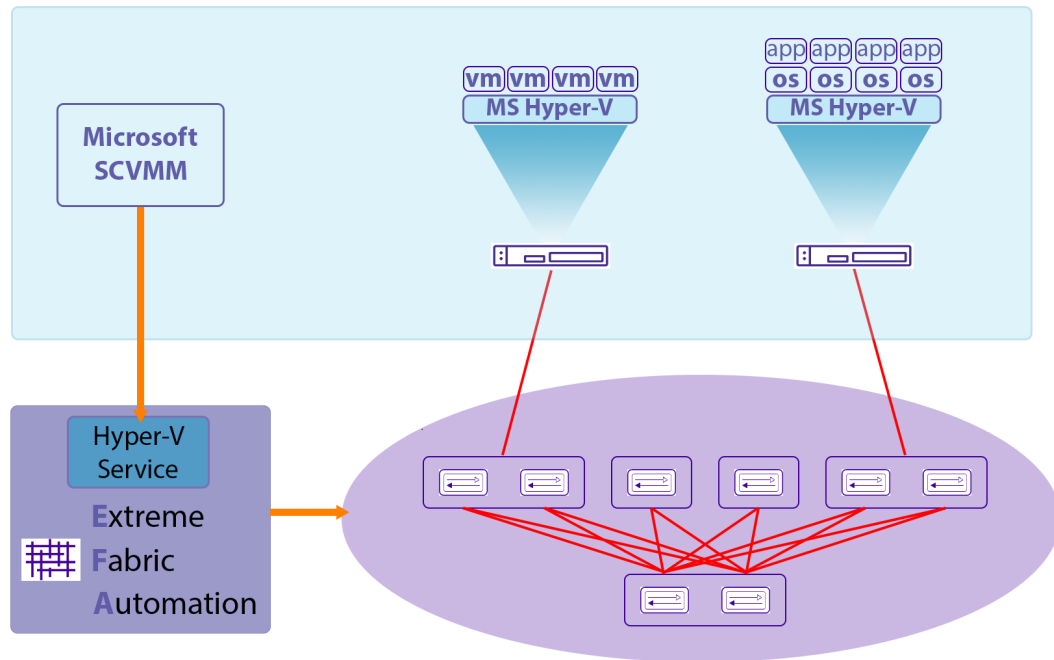 app app app app
vm vm vm vm
os os os os
MS Hyper-V
MS Hyper-V
Microsoft
SCVMM
Hyper-V
Service
Extreme
Fabric
Automation